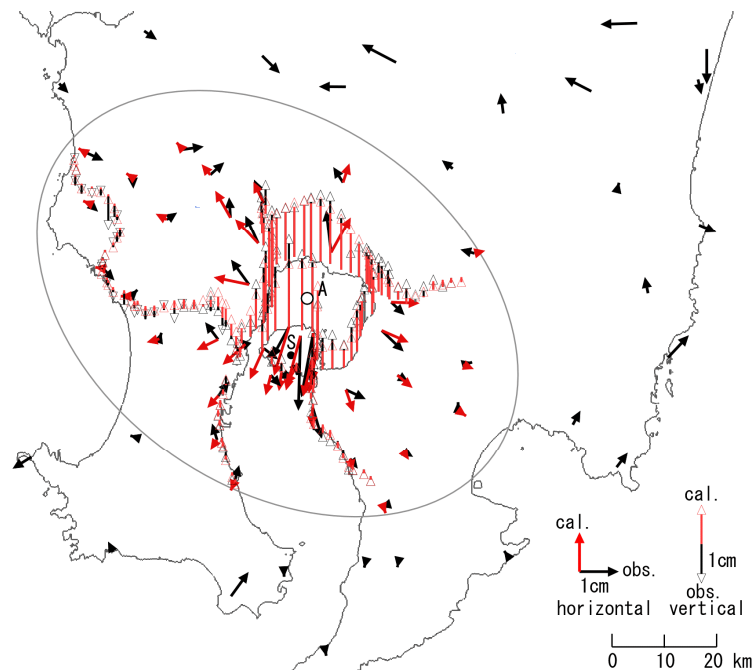 A
S
cal.
cal.
obs.
1cm
1cm
obs.
horizontal
vertical
0 10 20 km